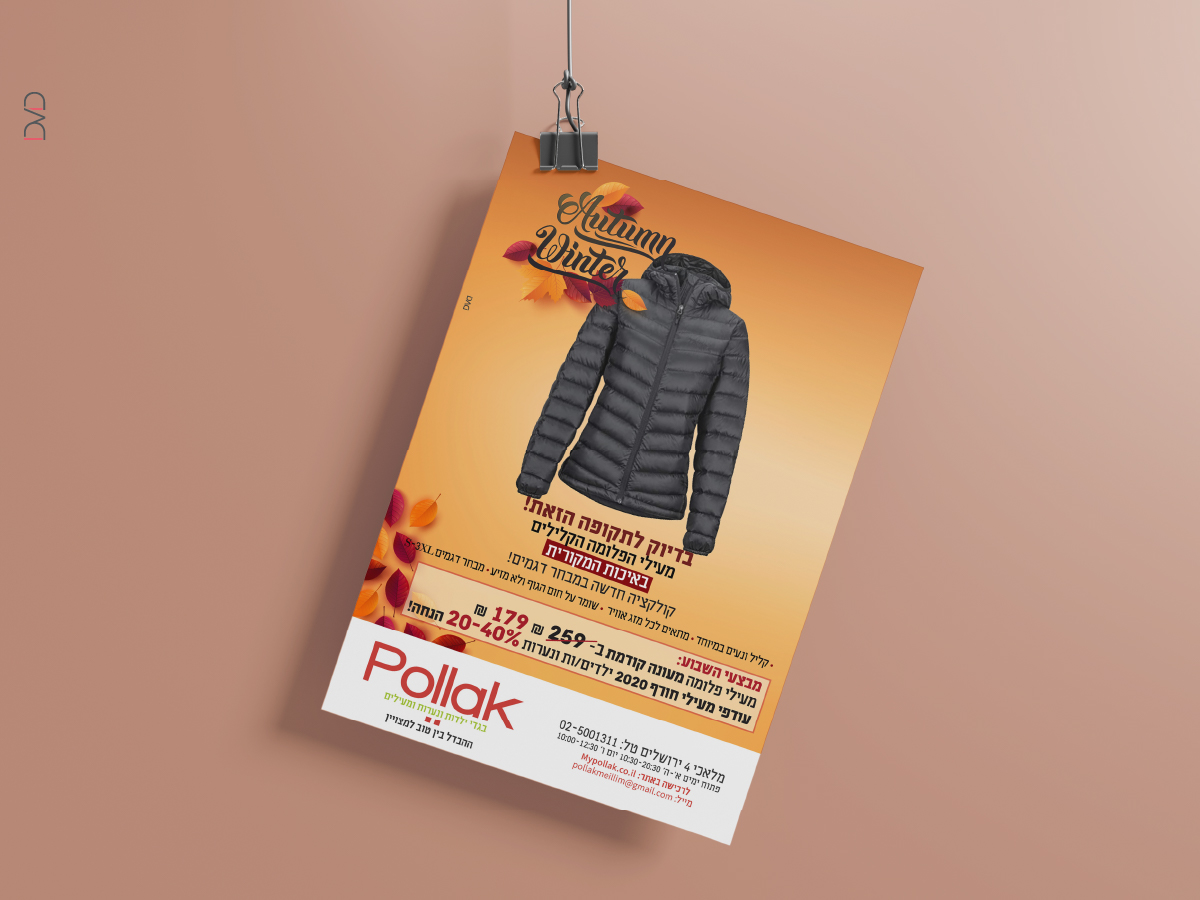 DVD
Autumn
Winter
DVD
בדיוק לתקופה הזאת!
מעילי הפלומה הקלילים
באיכות המקורית
קולקציה חדשה במבחר דגמים!
• קליל ונעים במיוחד • מתאים לכל מזג אוויר • שומר על חום הגוף ולא מזיע • מבחר דגמים S-3XL
מבצעי השבוע:
מעילי פלומה מעונה קודמת ב- 259 ₪ 179 ₪
עודפי מעילי חורף 2020 ילדים/ות ונערות 20-40% הנחה!
Pollak
בגדי ילדות ונערות ומעילים
ההבדל בין טוב למצויין
מלאכי 4 ירושלים טל: 02-5001311
פתוח ימים א'-ה' 10:30-20:30 יום ו' 10:00-12:30
לרכישה באתר: Mypollak.co.il
מייל: pollakmeilim@gmail.com